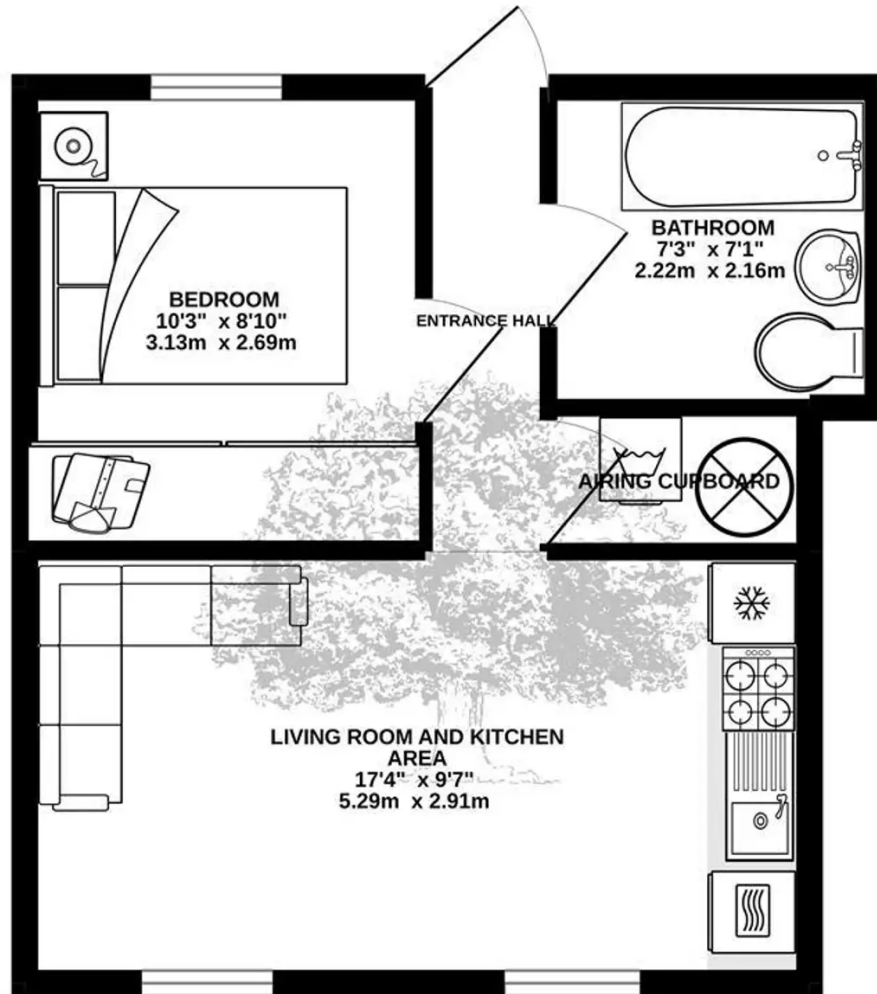 BATHROOM
7'3" x 7'1"
2.22m x 2.16m
BEDROOM
10'3" x 8'10"
3.13m x 2.69m
ENTRANCE HALL
AIRING CUPBOARD
LIVING ROOM AND KITCHEN
AREA
17'4" x 9'7"
5.29m x 2.91m